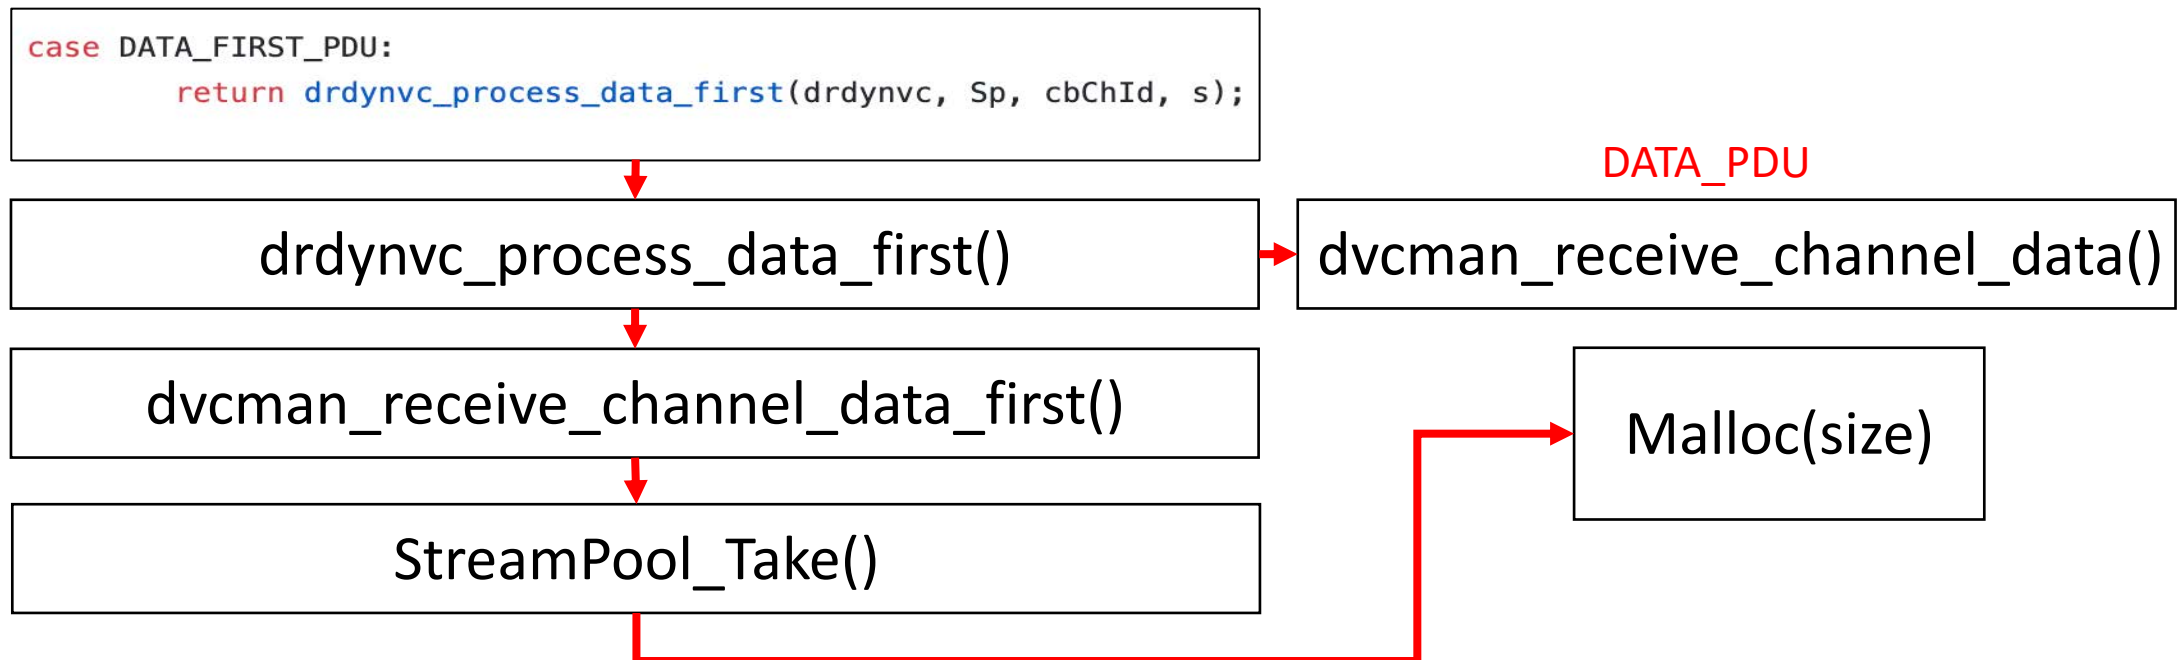 case DATA_FIRST_PDU:
return drdynvc_process_data_first(drdynvc, Sp, cbChId, s);
DATA_PDU
drdynvc_process_data_first()
dvcman_receive_channel_data()
dvcman_receive_channel_data_first()
Malloc(size)
StreamPool_Take()